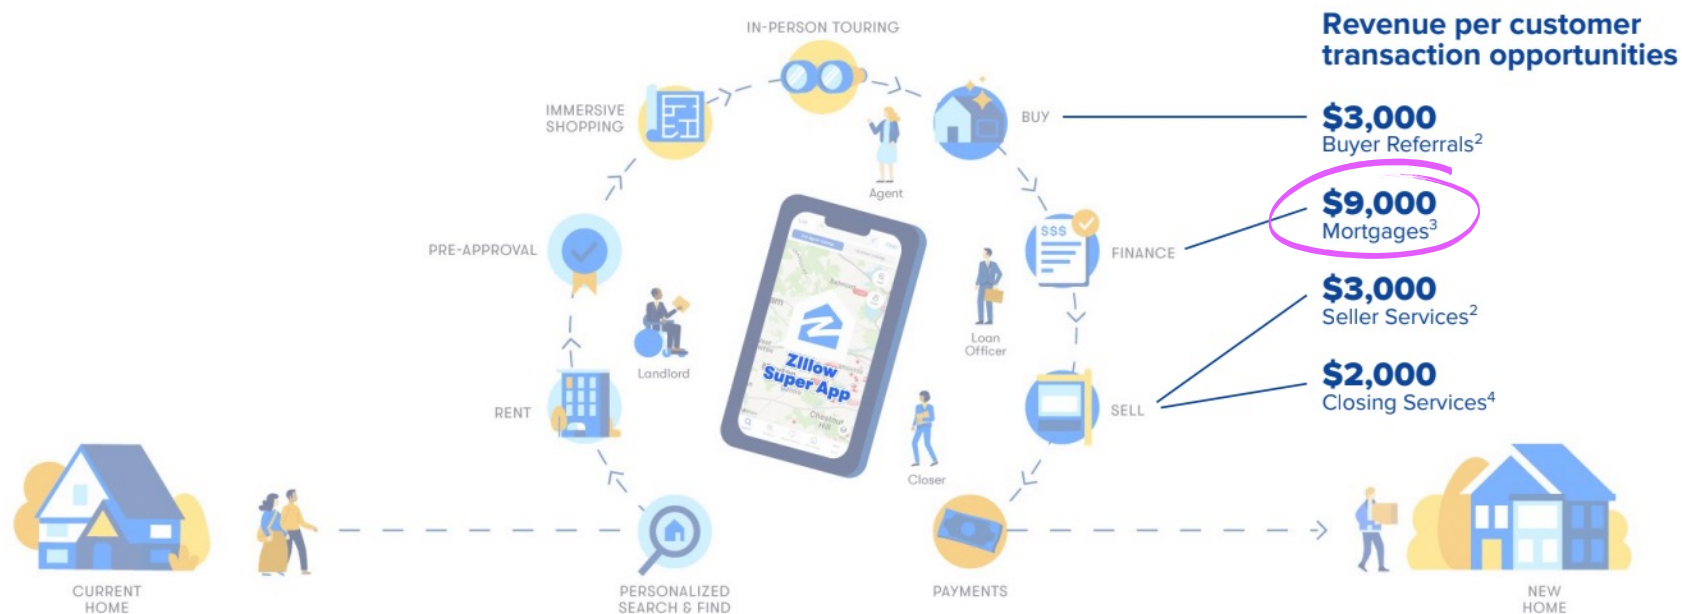 IN-PERSON TOURING
Revenue per customer
transaction opportunities
IMMERSIVE
SHOPPING
BUY
$3,000
Buyer Referrals²
Agent
$9,000
Mortgages³
PRE-APPROVAL
$$$
FINANCE
$3,000
Seller Services²
Loan
Officer
Landlord
ZIllow
Super App
$2,000
Closing Services⁴
RENT
SELL
Chestnut
Hill
Closer
CURRENT
HOME
PERSONALIZED
SEARCH & FIND
PAYMENTS
NEW
HOME